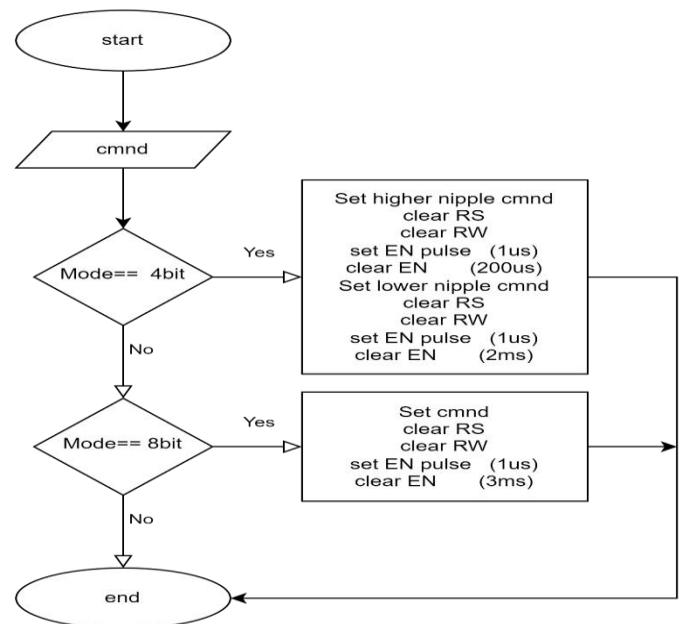 start
cmnd
Mode== 4bit
Yes
Set higher nipple cmnd
clear RS
clear RW
set EN pulse (1us)
clear EN (200us)
Set lower nipple cmnd
clear RS
clear RW
set EN pulse (1us)
clear EN (2ms)
No
Mode== 8bit
Yes
Set cmnd
clear RS
clear RW
set EN pulse (1us)
clear EN (3ms)
No
end